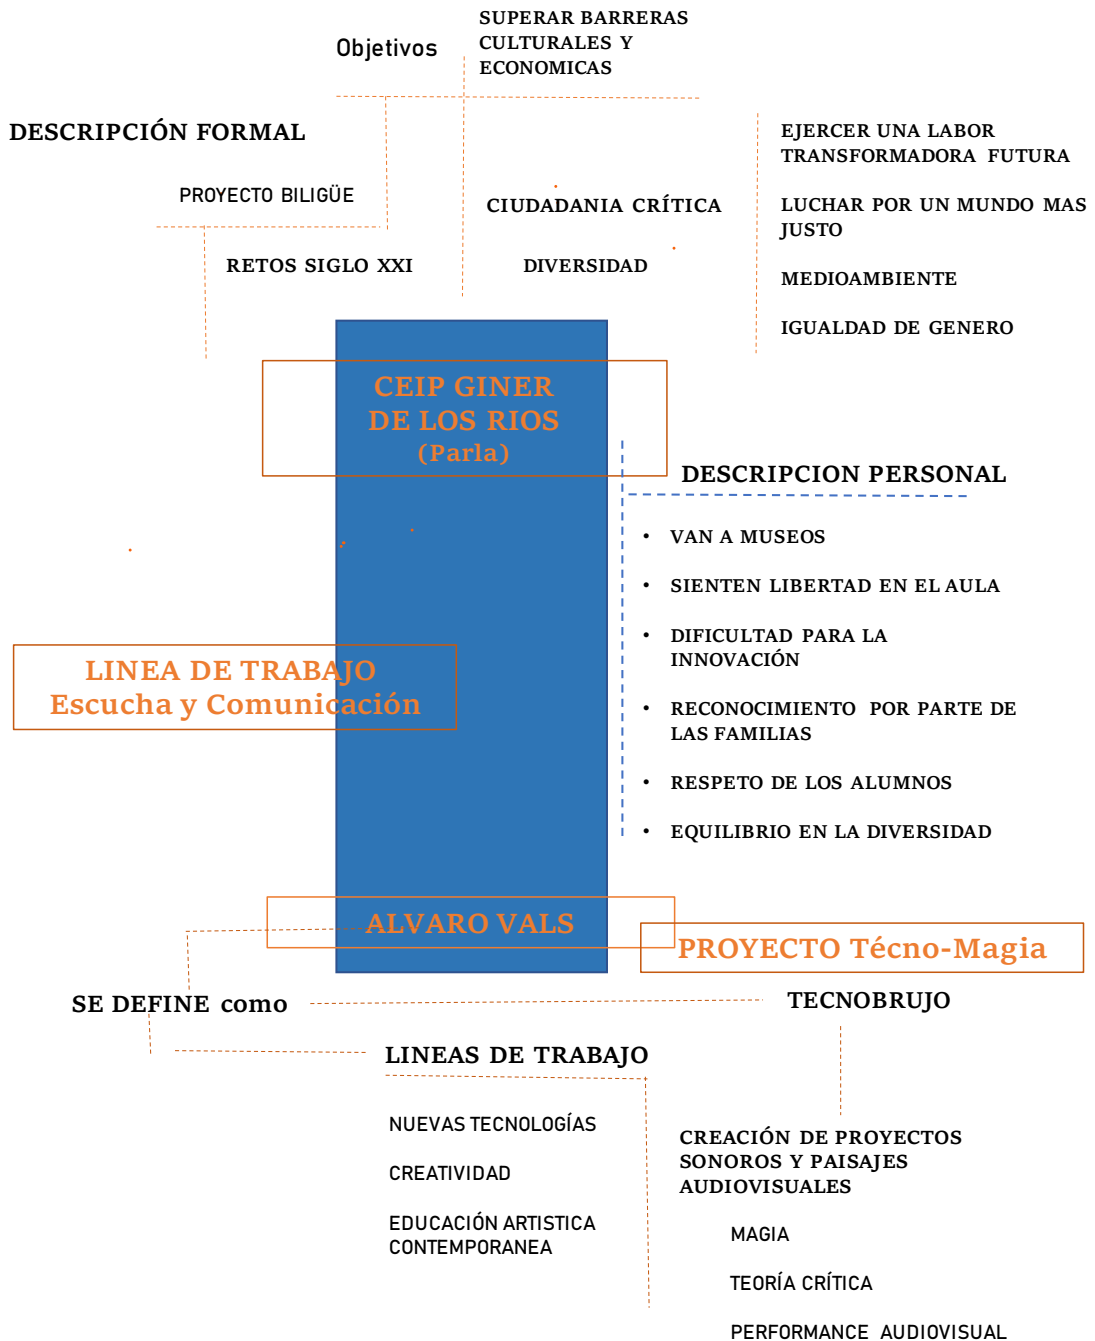 Objetivos
SUPERAR BARRERAS
CULTURALES Y
ECONOMICAS
DESCRIPCIÓN FORMAL
PROYECTO BILIGÜE
RETOS SIGLO XXI
CIUDADANIA CRÍTICA
DIVERSIDAD
EJERCER UNA LABOR
TRANSFORMADORA FUTURA
LUCHAR POR UN MUNDO MAS
JUSTO
MEDIOAMBIENTE
IGUALDAD DE GENERO
CEIP GINER
DE LOS RIOS
(Parla)
DESCRIPCION PERSONAL
• VAN A MUSEOS
• SIENTEN LIBERTAD EN EL AULA
• DIFICULTAD PARA LA
INNOVACIÓN
• RECONOCIMIENTO POR PARTE DE
LAS FAMILIAS
• RESPETO DE LOS ALUMNOS
• EQUILIBRIO EN LA DIVERSIDAD
LINEA DE TRABAJO
Escucha y Comunicación
ALVARO VALS
PROYECTO Técno-Magia
SE DEFINE como
TECNOBRUJO
LINEAS DE TRABAJO
NUEVAS TECNOLOGÍAS
CREATIVIDAD
EDUCACIÓN ARTISTICA
CONTEMPORANEA
CREACIÓN DE PROYECTOS
SONOROS Y PAISAJES
AUDIOVISUALES
MAGIA
TEORÍA CRÍTICA
PERFORMANCE AUDIOVISUAL